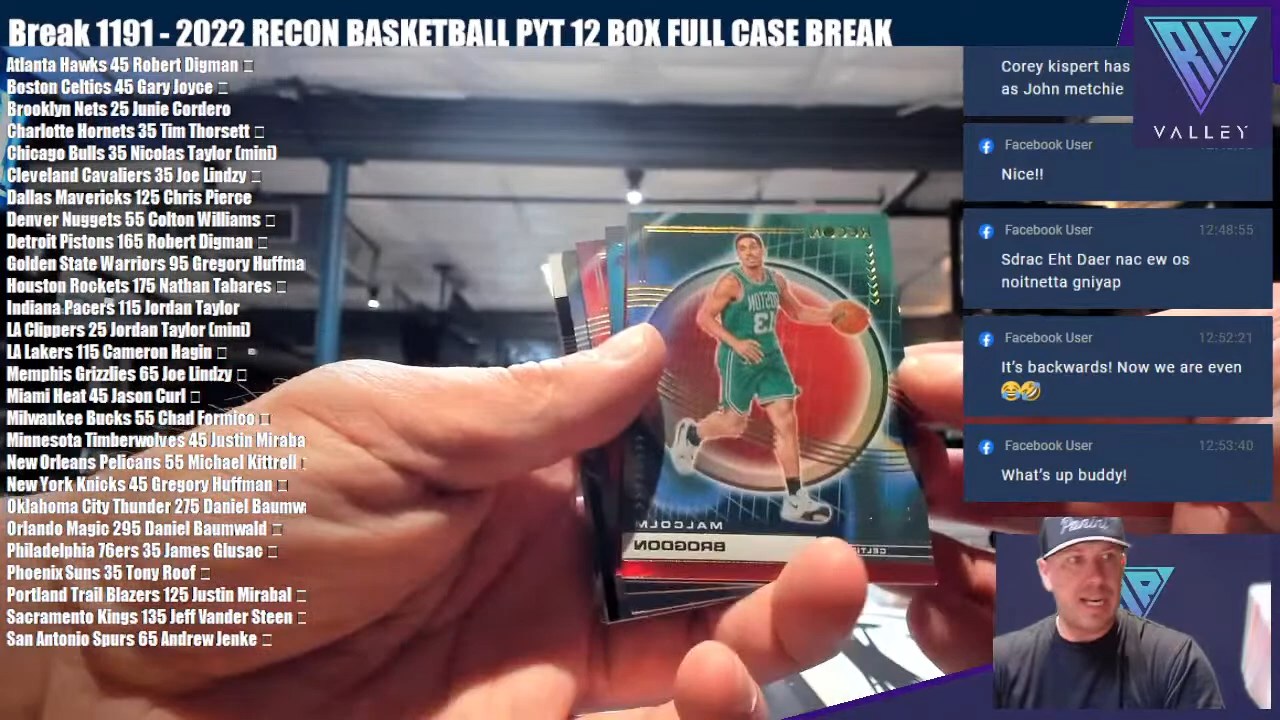 Break 1191 - 2022 RECON BASKETBALL PYT 12 BOX FULL CASE BREAK
Atlanta Hawks 45 Robert Digman
Boston Celtics 45 Gary Joyce
Brooklyn Nets 25 Junie Cordero
Charlotte Hornets 35 Tim Thorsett
Chicago Bulls 35 Nicolas Taylor (mini)
Cleveland Cavaliers 35 Joe Lindzy
Dallas Mavericks 125 Chris Pierce
Denver Nuggets 55 Colton Williams
Detroit Pistons 165 Robert Digman
Golden State Warriors 95 Gregory Huffma
Houston Rockets 175 Nathan Tabares
Indiana Pacers 115 Jordan Taylor
LA Clippers 25 Jordan Taylor (mini)
LA Lakers 115 Cameron Hagin
Memphis Grizzlies 65 Joe Lindzy
Miami Heat 45 Jason Curl
Milwaukee Bucks 55 Chad Formico
Minnesota Timberwolves 45 Justin Miraba
New Orleans Pelicans 55 Michael Kittrell
New York Knicks 45 Gregory Huffman
Oklahoma City Thunder 275 Daniel Baumw
Orlando Magic 295 Daniel Baumwald
Philadelphia 76ers 35 James Glusac
Phoenix Suns 35 Tony Roof
Portland Trail Blazers 125 Justin Mirabal
Sacramento Kings 135 Jeff Vander Steen
San Antonio Spurs 65 Andrew Jenke
RECON
BOSTON
13
MALCOLM
BROGDON
Corey kispert has
as John metchie
Facebook User
Nice!!
Facebook User 12:48:55
Sdrac Eht Daer nac ew os
noitnetta gniyap
Facebook User 12:52:21
It's backwards! Now we are even
😂🤣
Facebook User 12:53:40
What's up buddy!
RIP
VALLEY
Panini
RIP